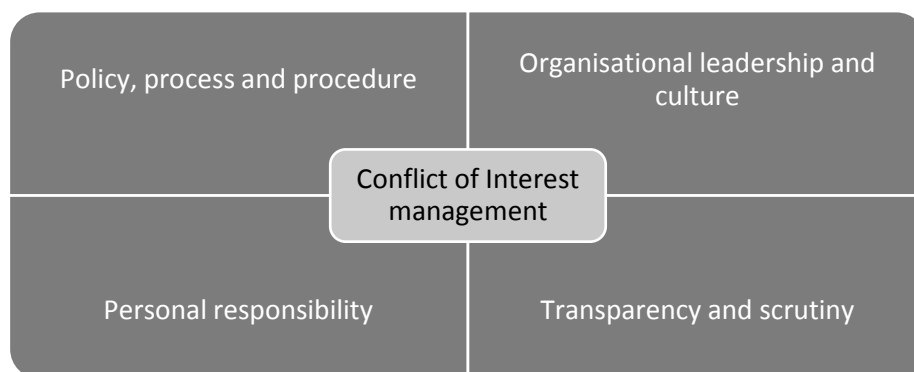 Policy, process and procedure
Organisational leadership and
culture
Conflict of Interest
management
Personal responsibility
Transparency and scrutiny